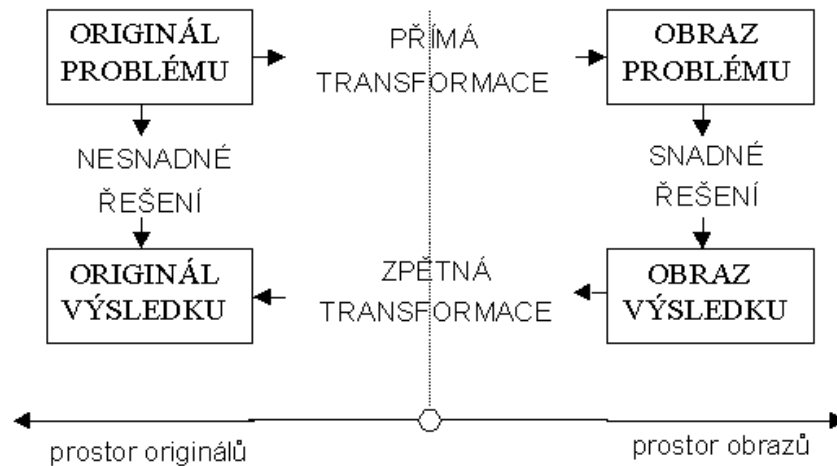 ORIGINÁL
PROBLÉMU
PŘÍMÁ
TRANSFORMACE
OBRAZ
PROBLÉMU
NESNADNÉ
ŘEŠENÍ
SNADNÉ
ŘEŠENÍ
ORIGINÁL
VÝSLEDKU
ZPĚTNÁ
TRANSFORMACE
OBRAZ
VÝSLEDKU
prostor originálů
prostor obrazů